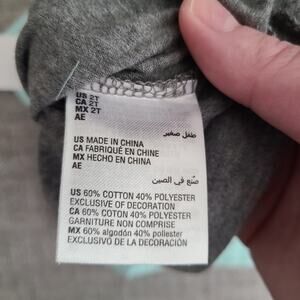 US 2T
CA 2T
MX 2T
AE
طفل صغير
US MADE IN CHINA
CA FABRIQUÉ EN CHINE
MX HECHO EN CHINA
AE
صنع في الصين
US 60% COTTON 40% POLYESTER
EXCLUSIVE OF DECORATION
CA 60% COTON 40% POLYESTER
GARNITURE NON COMPRISE
MX 60% algodón 40% poliéster
EXCLUSIVO DE LA DECORACIÓN